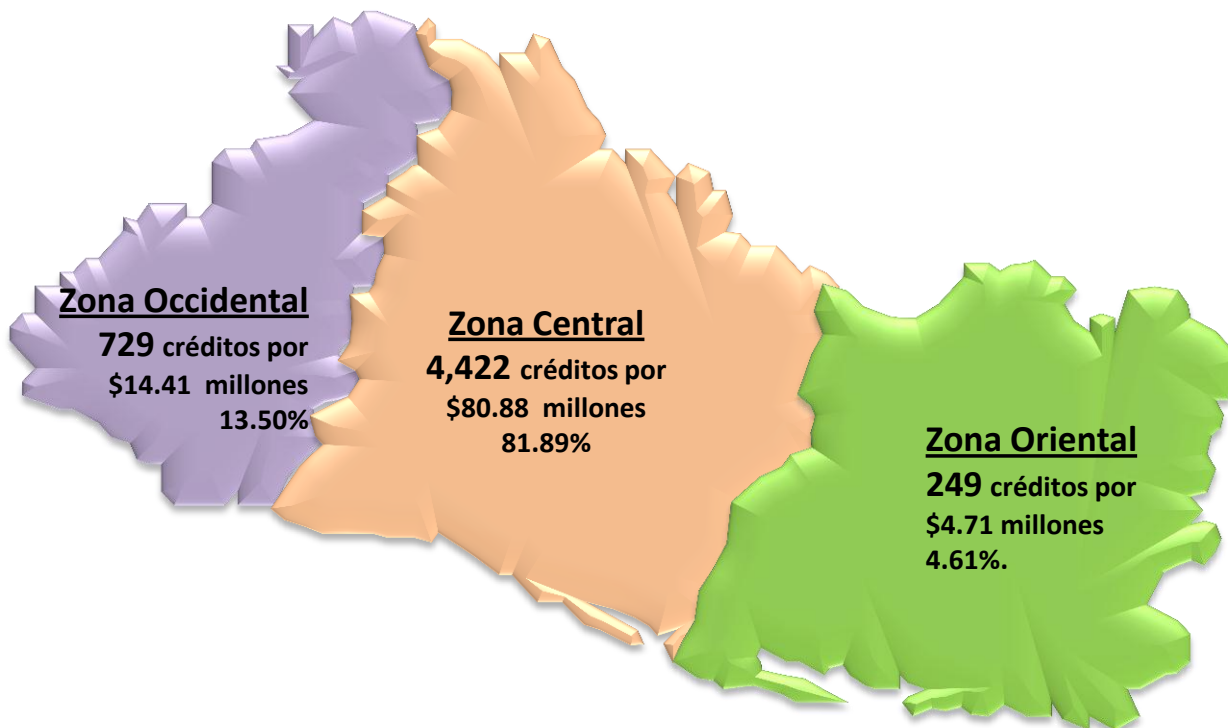 Zona Occidental
729 créditos por
$14.41 millones
13.50%
Zona Central
4,422 créditos por
$80.88 millones
81.89%
Zona Oriental
249 créditos por
$4.71 millones
4.61%.